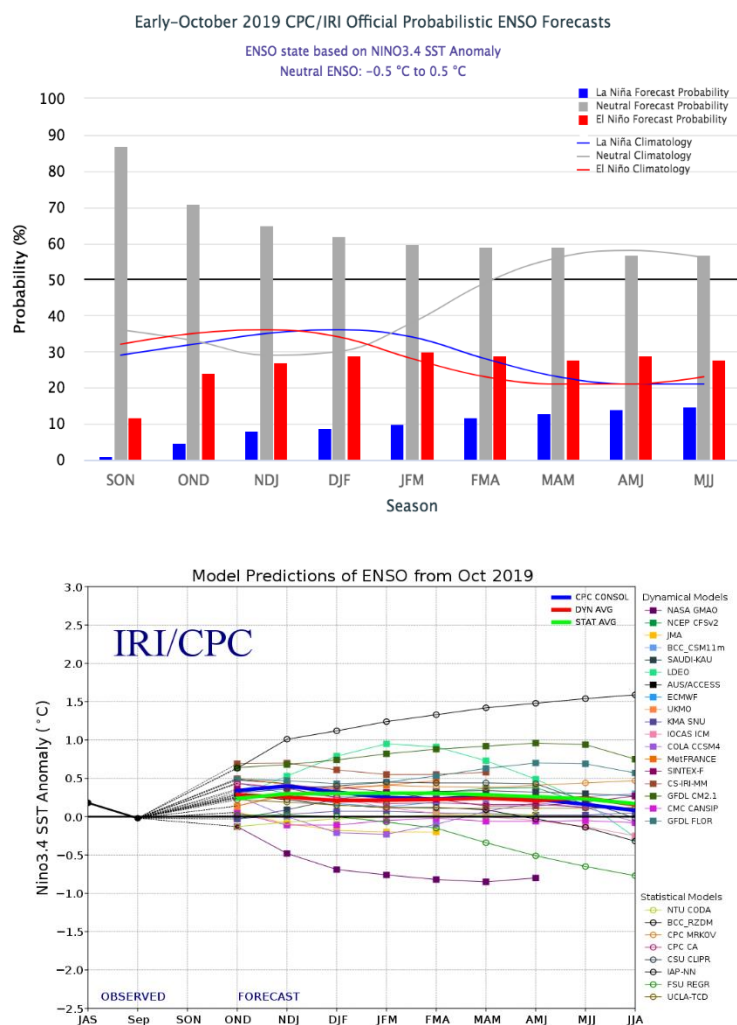 Early-October 2019 CPC/IRI Official Probabilistic ENSO Forecasts
ENSO state based on NINO3.4 SST Anomaly
Neutral ENSO: -0.5 °C to 0.5 °C
La Niña Forecast Probability
Neutral Forecast Probability
El Niño Forecast Probability
La Niña Climatology
Neutral Climatology
El Niño Climatology
100
90
80
70
60
50
40
30
20
10
0
Probability (%)
SON OND NDJ DJF JFM FMA MAM AMJ MJJ
Season
Model Predictions of ENSO from Oct 2019
IRI/CPC
CPC CONSOL
DYN AVG
STAT AVG
3.0
2.5
2.0
1.5
1.0
0.5
0.0
−0.5
−1.0
−1.5
−2.0
−2.5
Nino3.4 SST Anomaly (°C)
OBSERVED FORECAST
JAS Sep SON OND NDJ DJF JFM FMA MAM AMJ MJJ JJA
Dynamical Models
NASA GMAO
NCEP CFSv2
JMA
BCC_CSM11m
SAUDI-KAU
LDEO
AUS/ACCESS
ECMWF
UKMO
KMA SNU
IOCAS ICM
COLA CCSM4
MetFRANCE
SINTEX-F
CS-IRI-MM
GFDL CM2.1
CMC CANSIP
GFDL FLOR
Statistical Models
NTU CODA
BCC_RZDM
CPC MRKOV
CPC CA
CSU CLIPR
IAP-NN
FSU REGR
UCLA-TCD